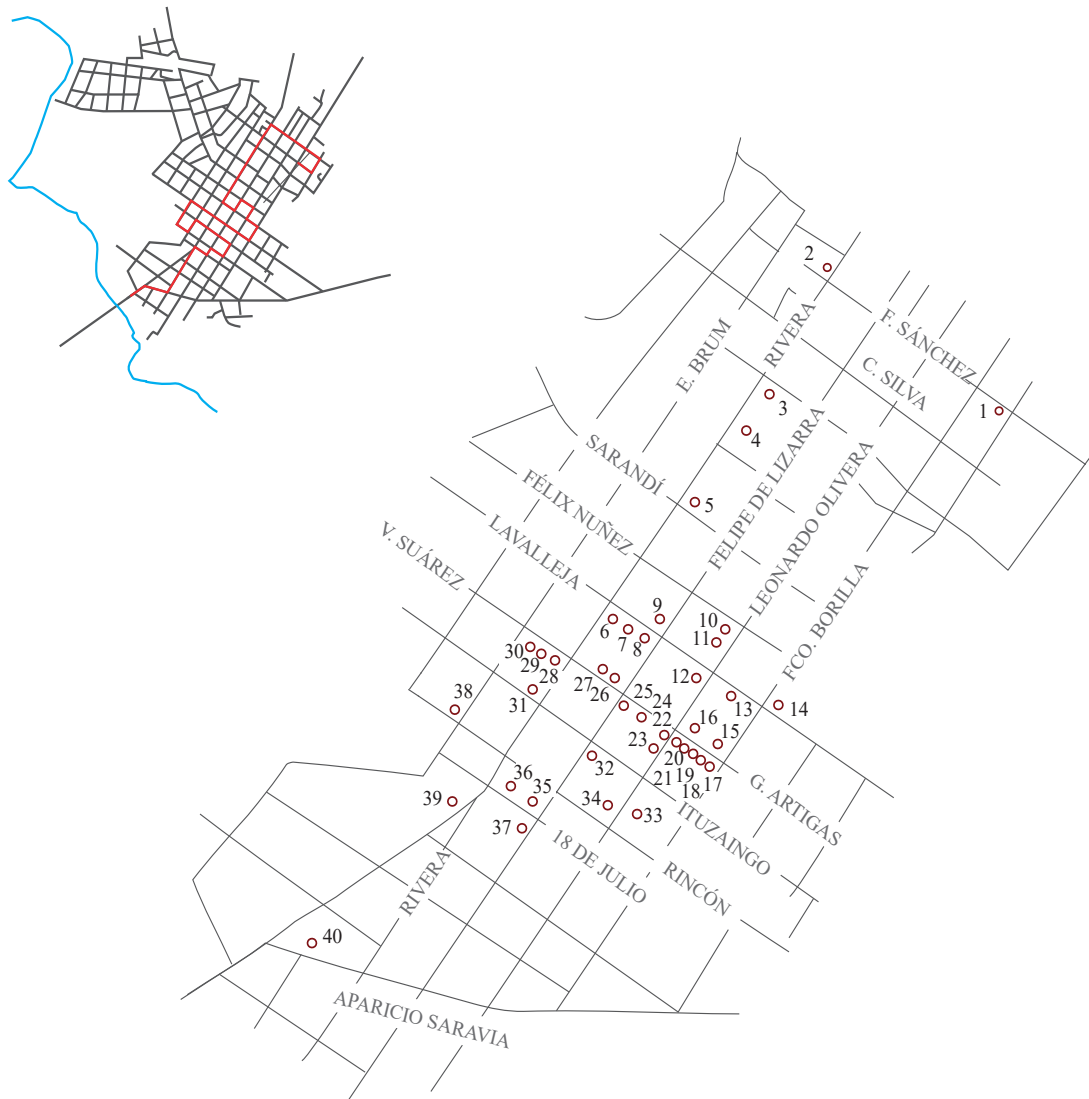 2
F. SÁNCHEZ
RIVERA
E. BRUM
C. SILVA
1
3
4
SARANDÍ
FELIPE DE LIZARRA
LEONARDO OLIVERA
5
FÉLIX NUÑEZ
LAVALLEJA
V. SUÁREZ
FCO. BORILLA
9
6
7
8
10
11
12
13
14
30
29
28
27
26
25
24
31
38
22
16
15
23
20
21
19
18
17
32
G. ARTIGAS
ITUZAINGO
36
35
34
33
39
37
18 DE JULIO
RINCÓN
RIVERA
40
APARICIO SARAVIA